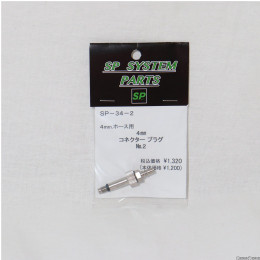 SP SYSTEM
PARTS
SP
SP-34-2
4mmホース用
4mm
コネクター プラグ
No.2
税込価格 ¥1,320
(本体価格 ¥1,200)